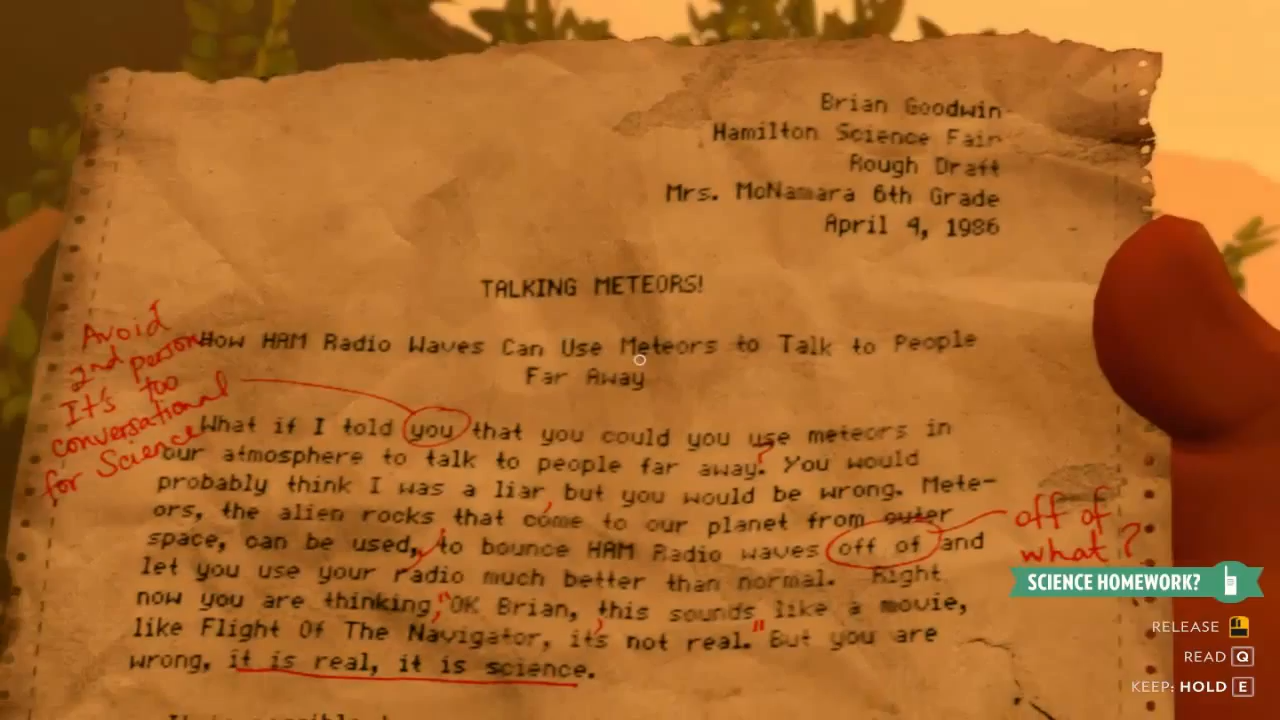 Brian Goodwin
Hamilton Science Fair
Rough Draft
Mrs. McNamara 6th Grade
April 4, 1986
TALKING METEORS!
How HAM Radio Waves Can Use Meteors to Talk to People
Far Away
Avoid
2nd person
It's too
conversational
for Science
What if I told you that you could you use meteors in
our atmosphere to talk to people far away? You would
probably think I was a liar, but you would be wrong. Mete-
ors, the alien rocks that come to our planet from outer
space, can be used, to bounce HAM Radio waves off of and
let you use your radio much better than normal. Right
now you are thinking, "OK Brian, this sounds like a movie,
like Flight Of The Navigator, it's not real." But you are
wrong, it is real, it is science.
off of
what?
SCIENCE HOMEWORK?
RELEASE
READ Q
KEEP: HOLD E